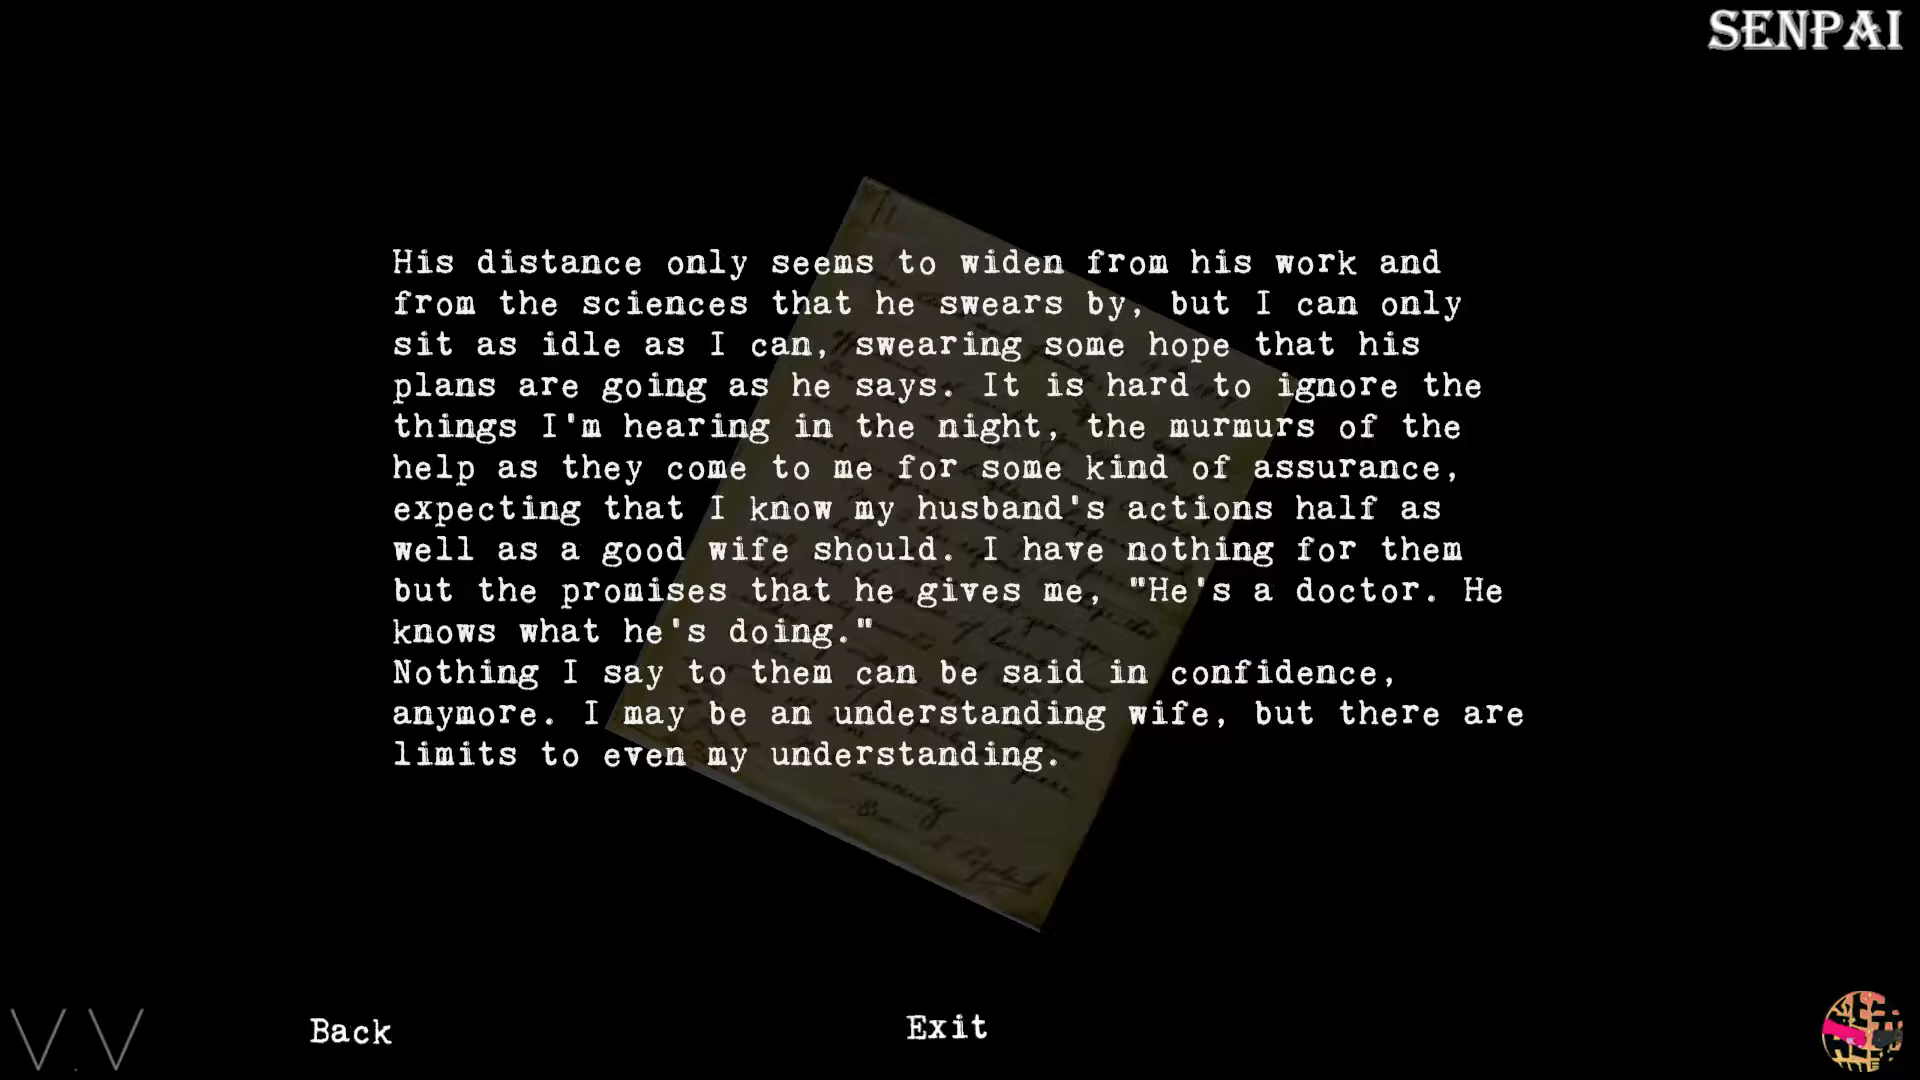 SENPAI
His distance only seems to widen from his work and
from the sciences that he swears by, but I can only
sit as idle as I can, swearing some hope that his
plans are going as he says. It is hard to ignore the
things I'm hearing in the night, the murmurs of the
help as they come to me for some kind of assurance,
expecting that I know my husband's actions half as
well as a good wife should. I have nothing for them
but the promises that he gives me, "He's a doctor. He
knows what he's doing."
Nothing I say to them can be said in confidence,
anymore. I may be an understanding wife, but there are
limits to even my understanding.
Back
Exit